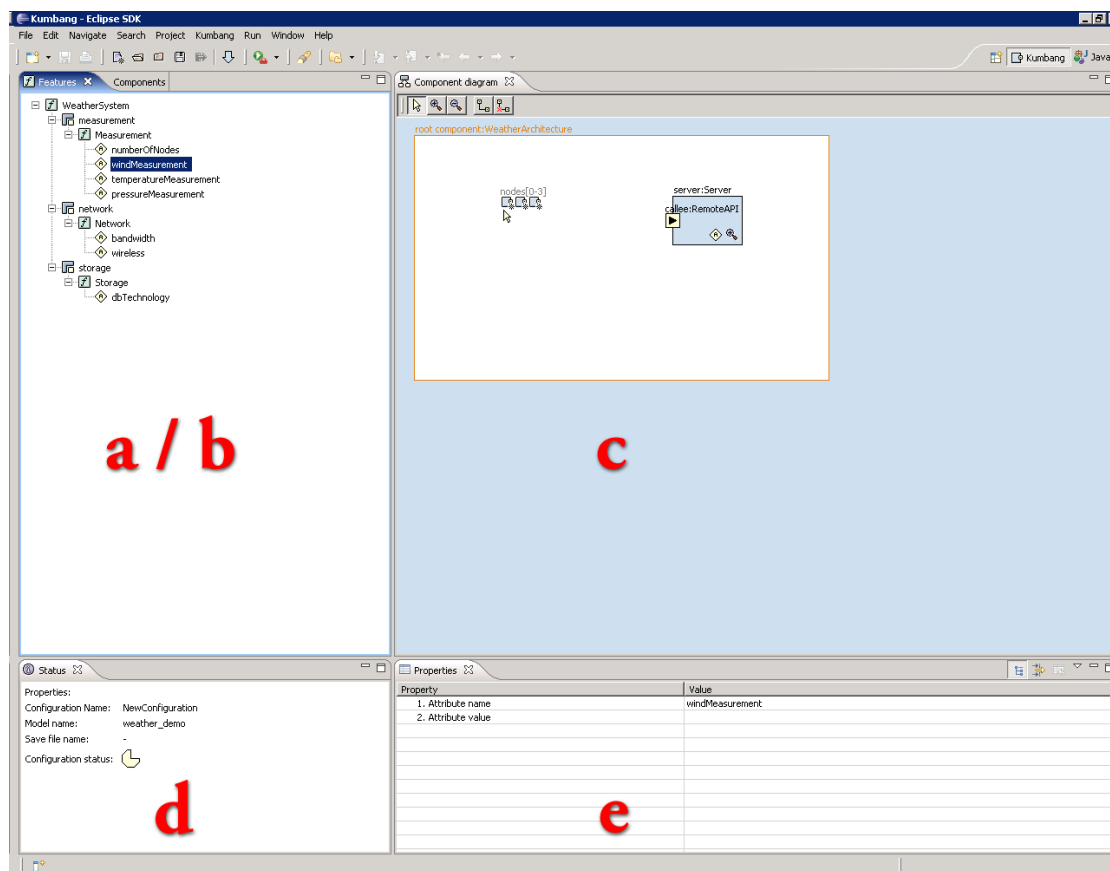 Kumbang - Eclipse SDK
File Edit Navigate Search Project Kumbang Run Window Help
Kumbang Java
Features Components
WeatherSystem
measurement
Measurement
numberOfNodes
windMeasurement
temperatureMeasurement
pressureMeasurement
network
Network
bandwidth
wireless
storage
Storage
dbTechnology
a / b
Component diagram
root component:WeatherArchitecture
nodes[0-3]
server:Server
callee:RemoteAPI
c
Status
Properties:
Configuration Name: NewConfiguration
Model name: weather_demo
Save file name: -
Configuration status:
d
Properties
Property Value
1. Attribute name windMeasurement
2. Attribute value
e